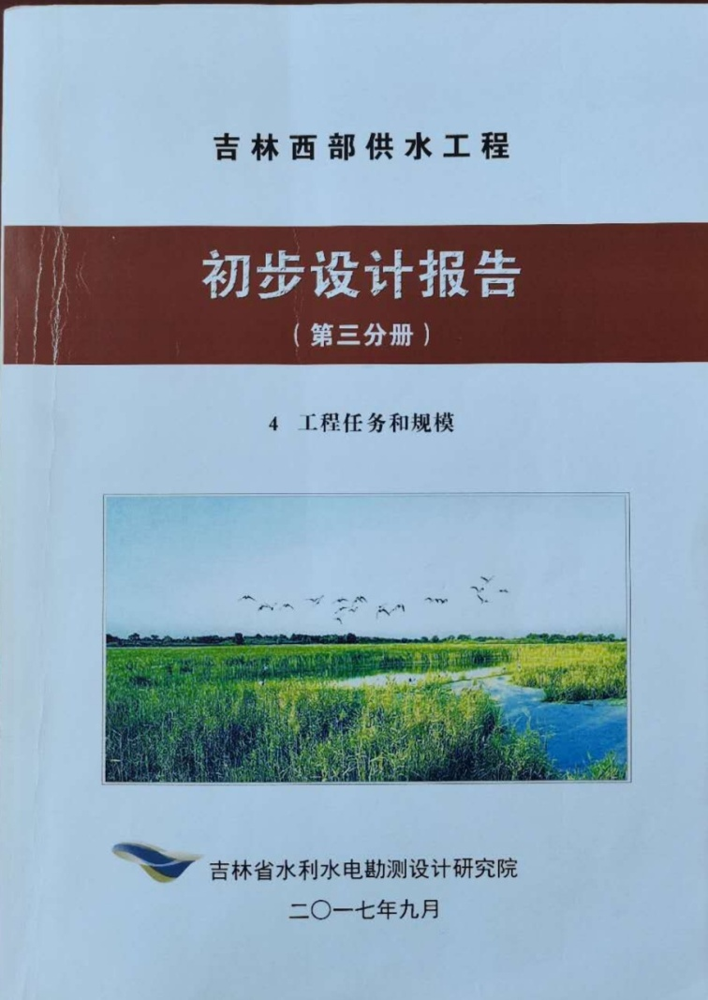 吉林西部供水工程
初步设计报告
（第三分册）
4 工程任务和规模
吉林省水利水电勘测设计研究院
二〇一七年九月